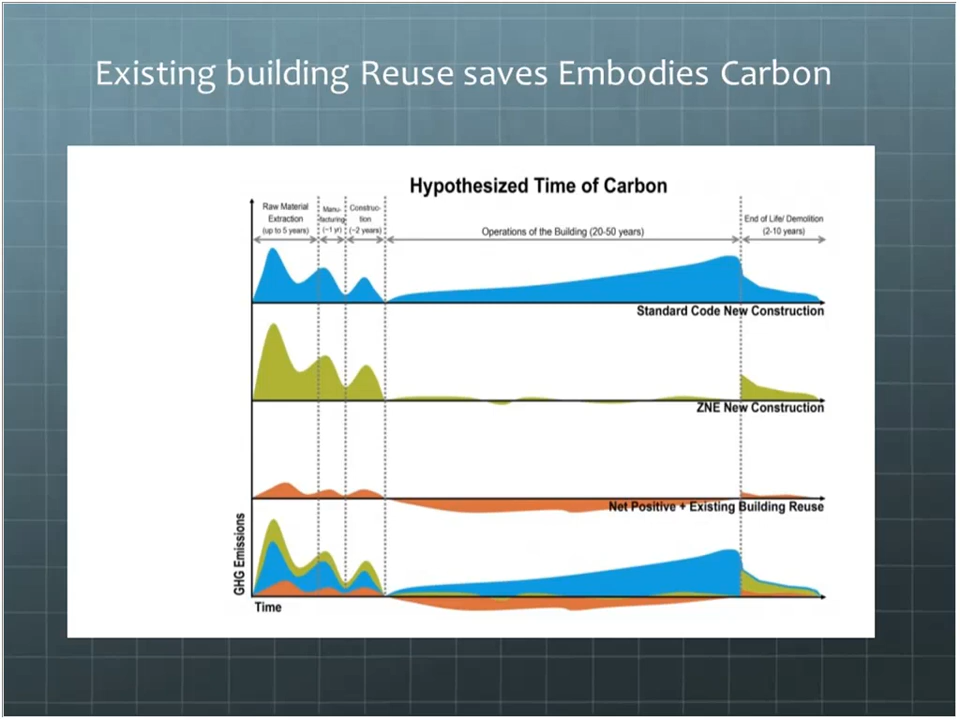 Existing building Reuse saves Embodies Carbon
Hypothesized Time of Carbon
Raw Material
Extraction
(up to 5 years)
Manu-
facturing
(~1 yr)
Construc-
tion
(~2 years)
Operations of the Building (20-50 years)
End of Life/ Demolition
(2-10 years)
Standard Code New Construction
ZNE New Construction
Net Positive + Existing Building Reuse
GHG Emissions
Time